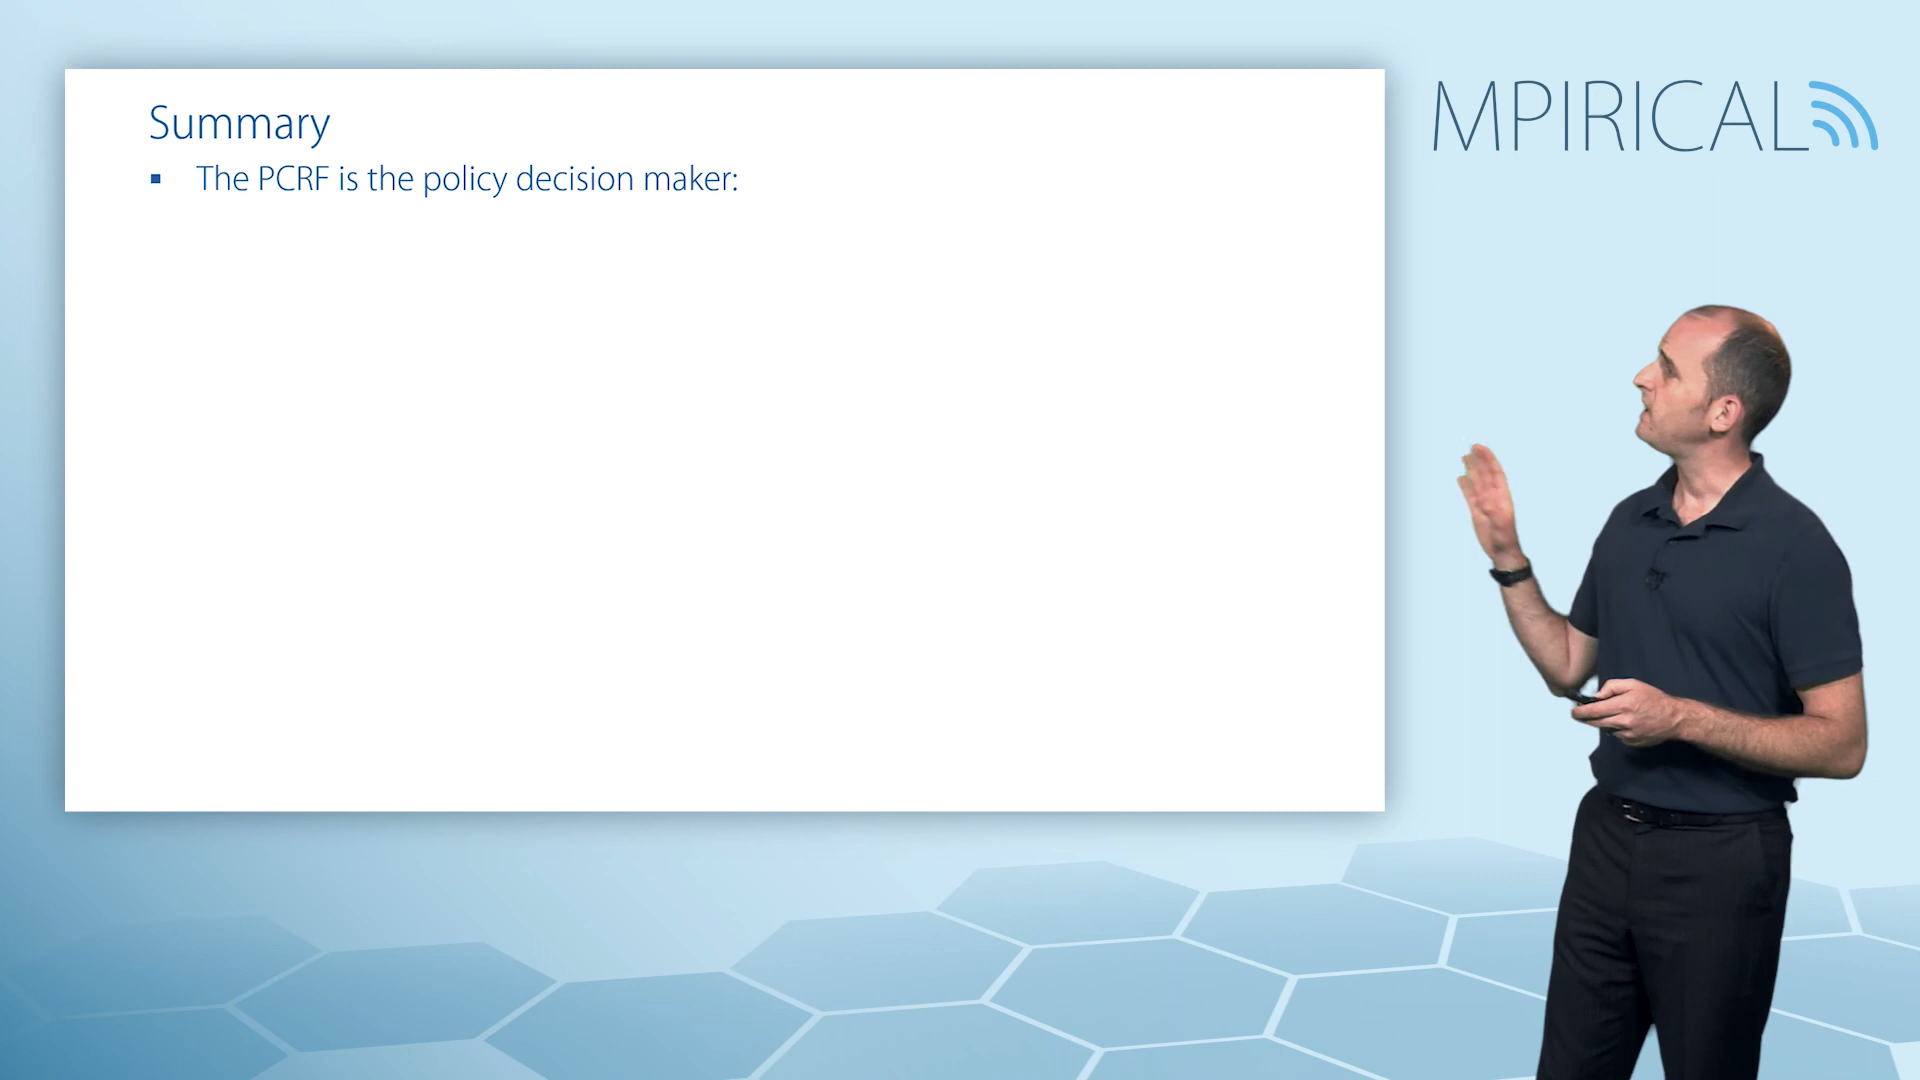 Summary
▪ The PCRF is the policy decision maker:
MPIRICAL